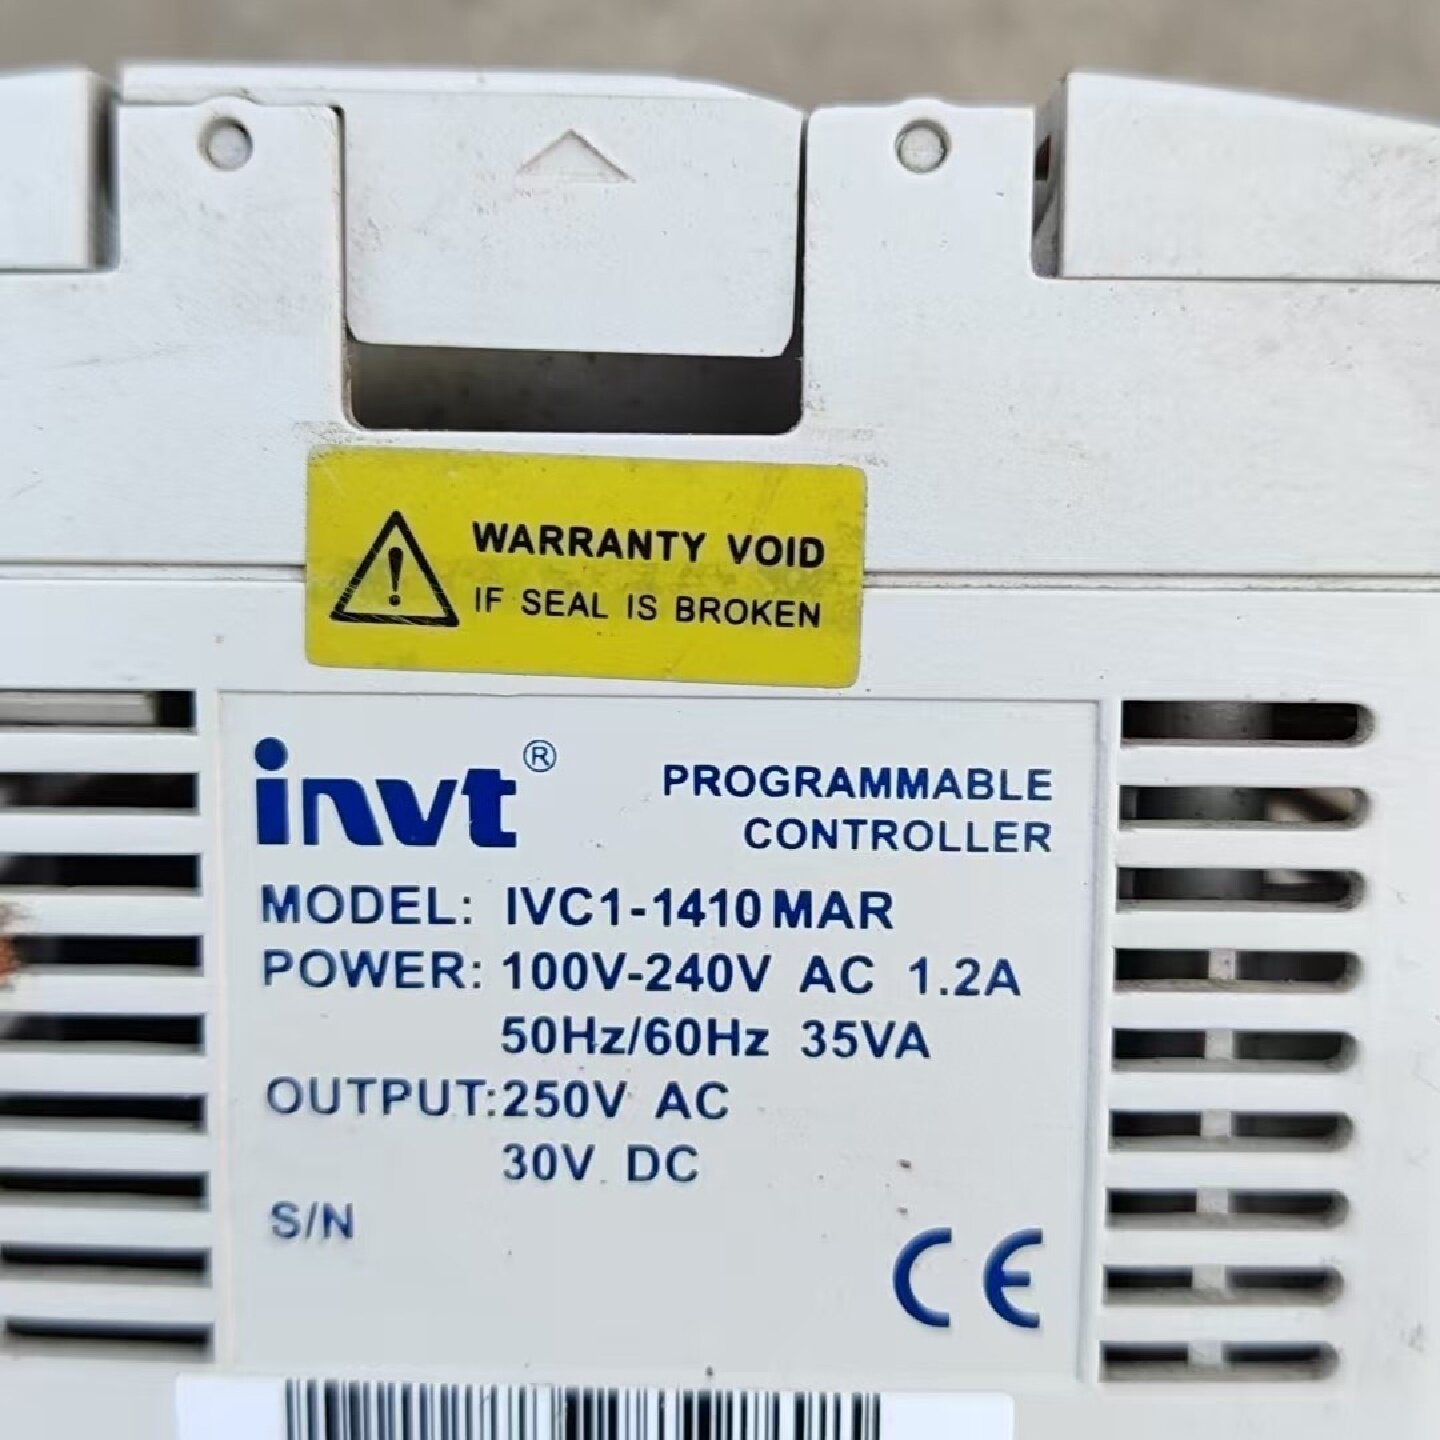 WARRANTY VOID
IF SEAL IS BROKEN
invt®
PROGRAMMABLE
CONTROLLER
MODEL: IVC1-1410MAR
POWER: 100V-240V AC 1.2A
50Hz/60Hz 35VA
OUTPUT:250V AC
30V DC
S/N
CE